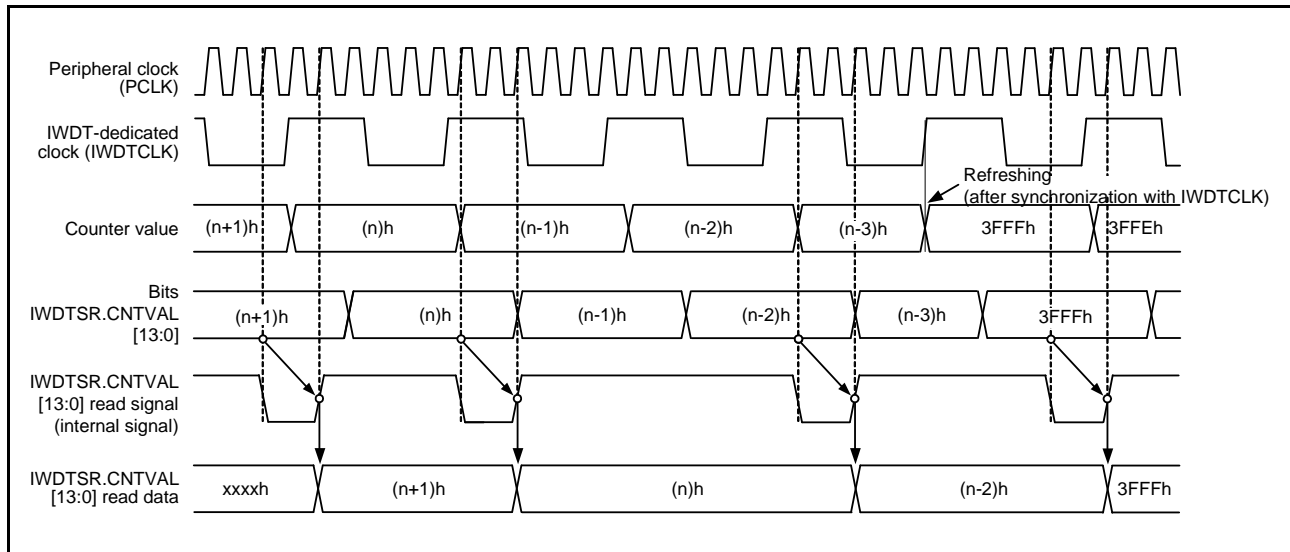 Peripheral clock
(PCLK)
IWDT-dedicated
clock (IWDTCLK)
Refreshing
(after synchronization with IWDTCLK)
Counter value
(n+1)h
(n)h
(n-1)h
(n-2)h
(n-3)h
3FFFh
3FFEh
Bits
IWDTSR.CNTVAL
[13:0]
(n+1)h
(n)h
(n-1)h
(n-2)h
(n-3)h
3FFFh
IWDTSR.CNTVAL
[13:0] read signal
(internal signal)
IWDTSR.CNTVAL
[13:0] read data
xxxxh
(n+1)h
(n)h
(n-2)h
3FFFh